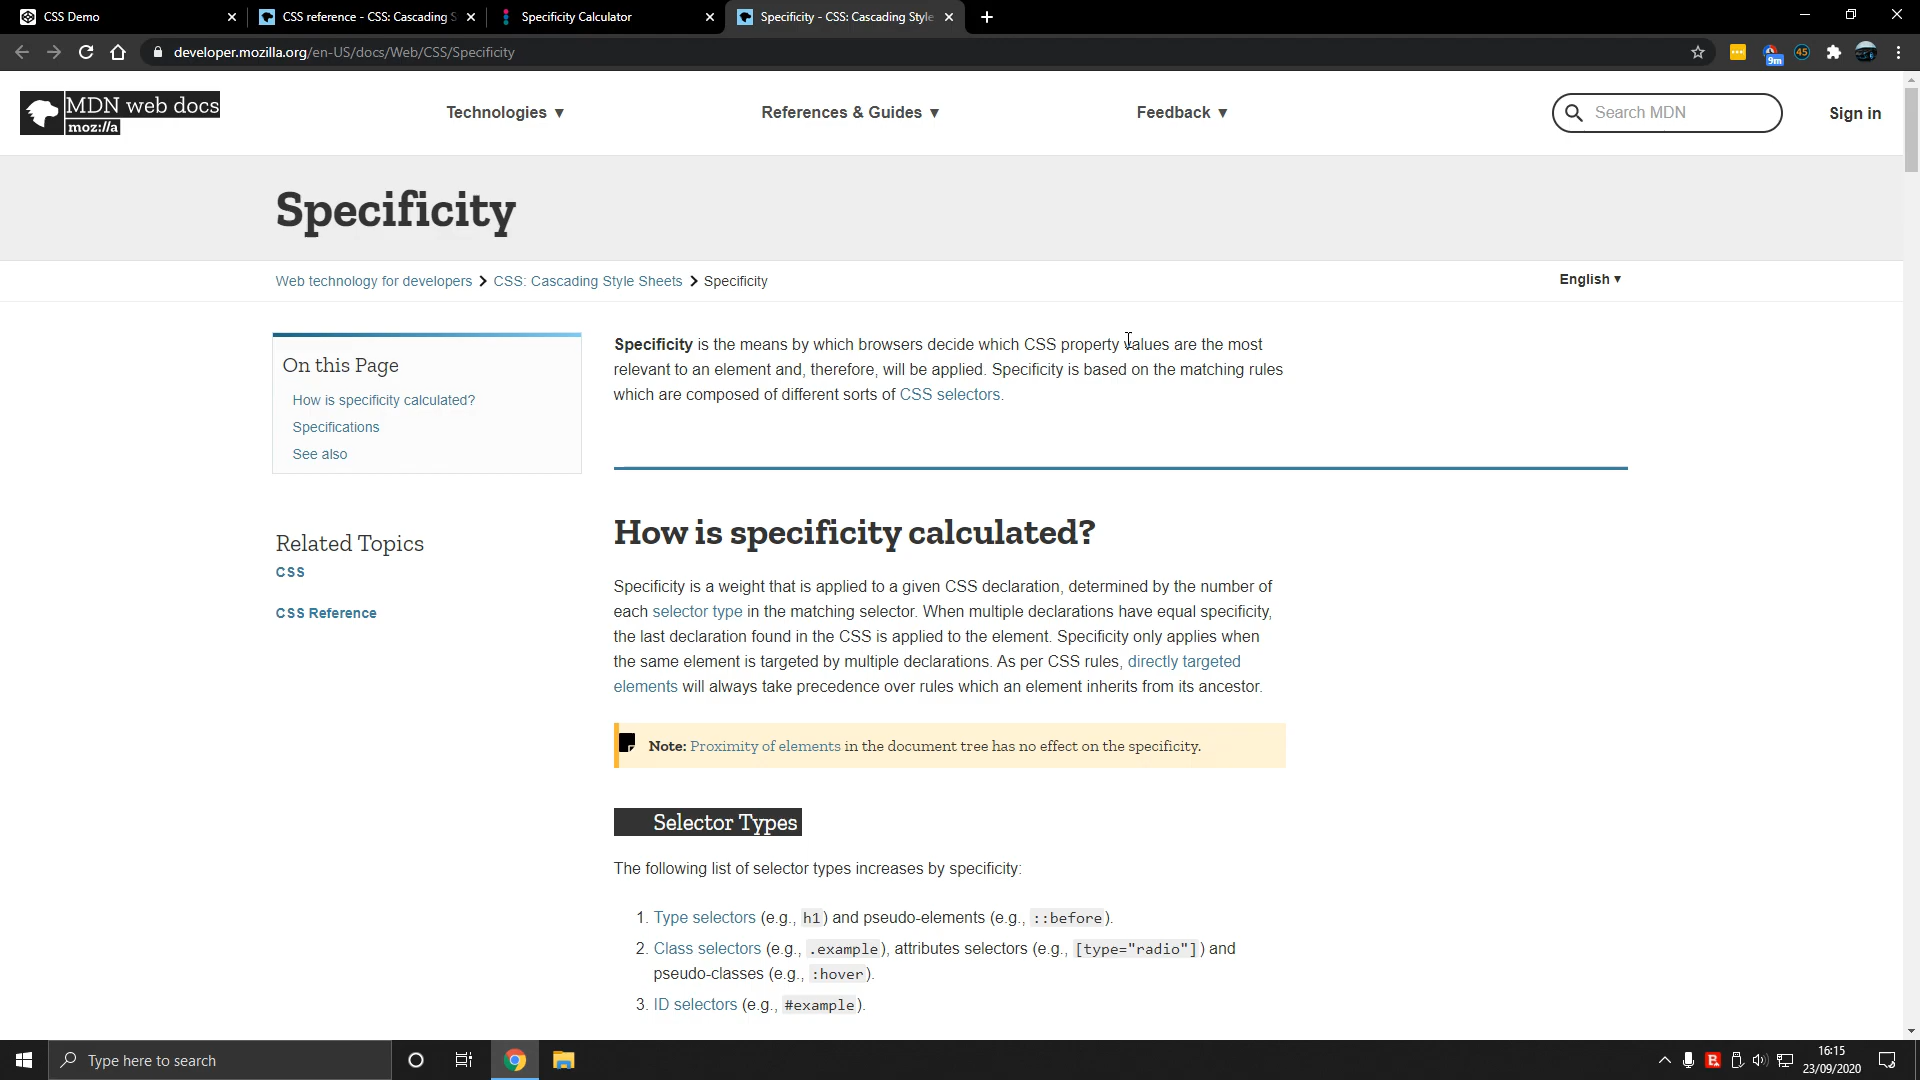 CSS Demo
CSS reference - CSS: Cascading S
Specificity Calculator
Specificity - CSS: Cascading Style
developer.mozilla.org/en-US/docs/Web/CSS/Specificity
9m
45
MDN web docs
moz://a
Technologies ▼
References & Guides ▼
Feedback ▼
Search MDN
Sign in
Specificity
Web technology for developers > CSS: Cascading Style Sheets > Specificity
English ▼
On this Page
How is specificity calculated?
Specifications
See also
Related Topics
CSS
CSS Reference
Specificity is the means by which browsers decide which CSS property values are the most
relevant to an element and, therefore, will be applied. Specificity is based on the matching rules
which are composed of different sorts of CSS selectors.
How is specificity calculated?
Specificity is a weight that is applied to a given CSS declaration, determined by the number of
each selector type in the matching selector. When multiple declarations have equal specificity,
the last declaration found in the CSS is applied to the element. Specificity only applies when
the same element is targeted by multiple declarations. As per CSS rules, directly targeted
elements will always take precedence over rules which an element inherits from its ancestor.
Note: Proximity of elements in the document tree has no effect on the specificity.
Selector Types
The following list of selector types increases by specificity:
1. Type selectors (e.g., h1) and pseudo-elements (e.g., ::before).
2. Class selectors (e.g., .example), attributes selectors (e.g., [type="radio"]) and
pseudo-classes (e.g., :hover).
3. ID selectors (e.g., #example).
Type here to search
16:15
23/09/2020